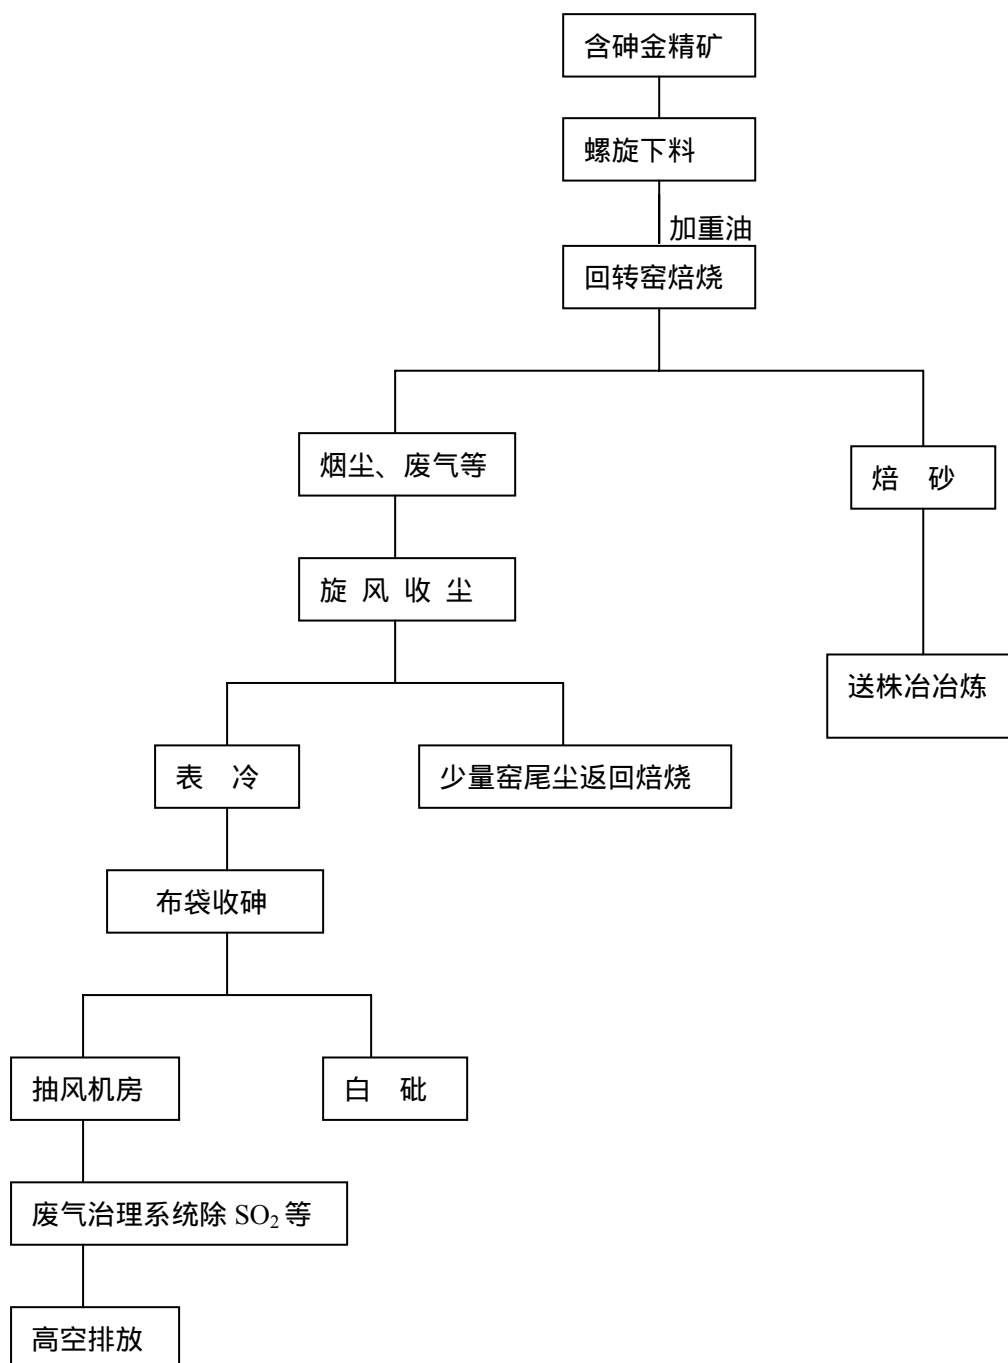 含砷金精矿
螺旋下料
加重油
回转窑焙烧
烟尘、废气等
焙 砂
旋 风 收 尘
送株冶冶炼
表 冷
少量窑尾尘返回焙烧
布袋收砷
抽风机房
白 砒
废气治理系统除 SO₂ 等
高空排放